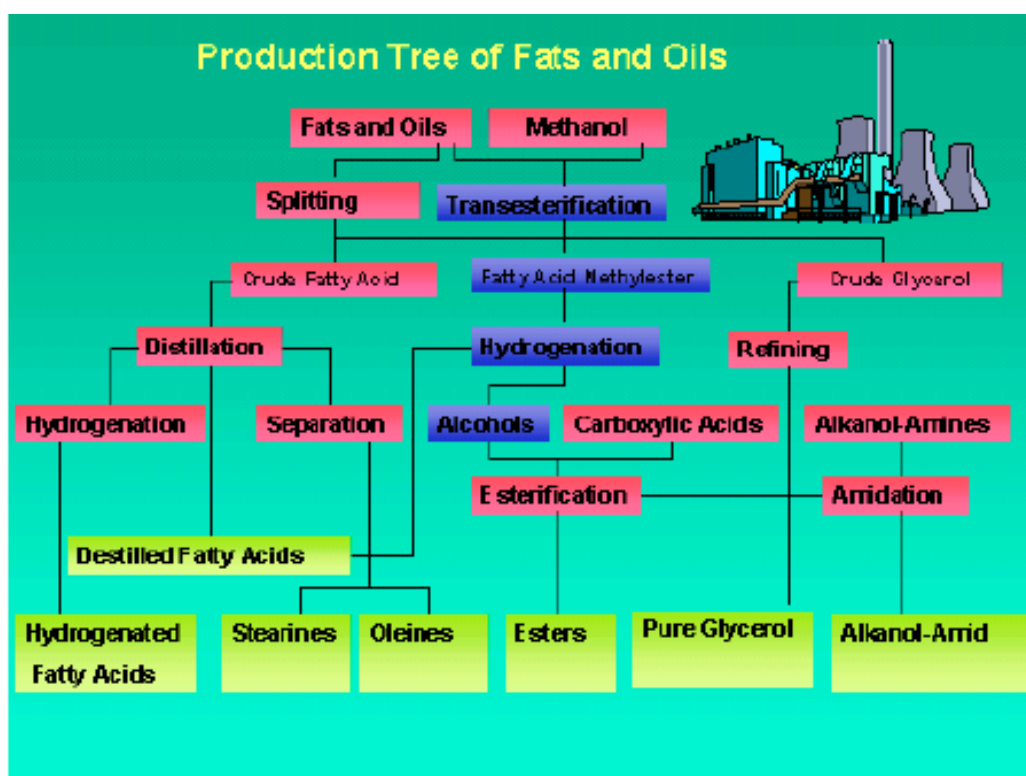 Production Tree of Fats and Oils
Fats and Oils
Methanol
Splitting
Transesterification
Crude Fatty Acid
Fatty Acid Methylester
Crude Glycerol
Distillation
Hydrogenation
Refining
Hydrogenation
Separation
Alcohols
Carboxylic Acids
Alkanol-Amines
Esterification
Amidation
Destilled Fatty Acids
Hydrogenated
Fatty Acids
Stearines
Oleines
Esters
Pure Glycerol
Alkanol-Amid